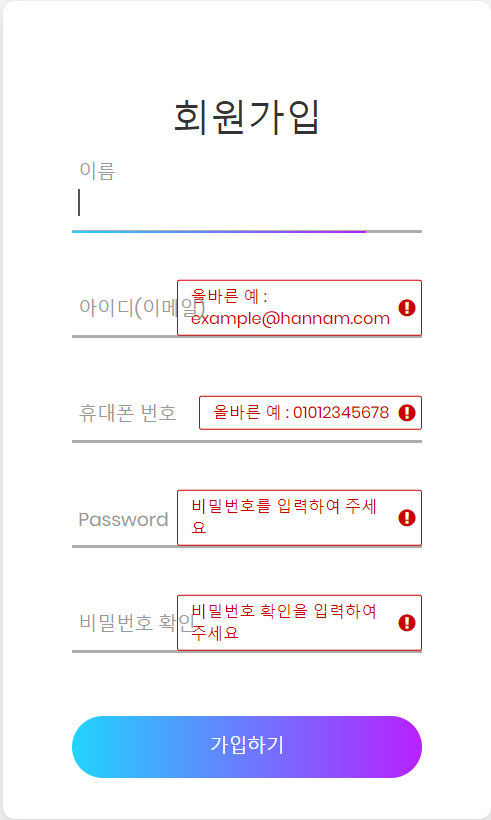 회원가입
이름
아이디(이메일)
올바른 예 :
example@hannam.com
휴대폰 번호
올바른 예 : 01012345678
Password
비밀번호를 입력하여 주세
요
비밀번호 확인
비밀번호 확인을 입력하여
주세요
가입하기